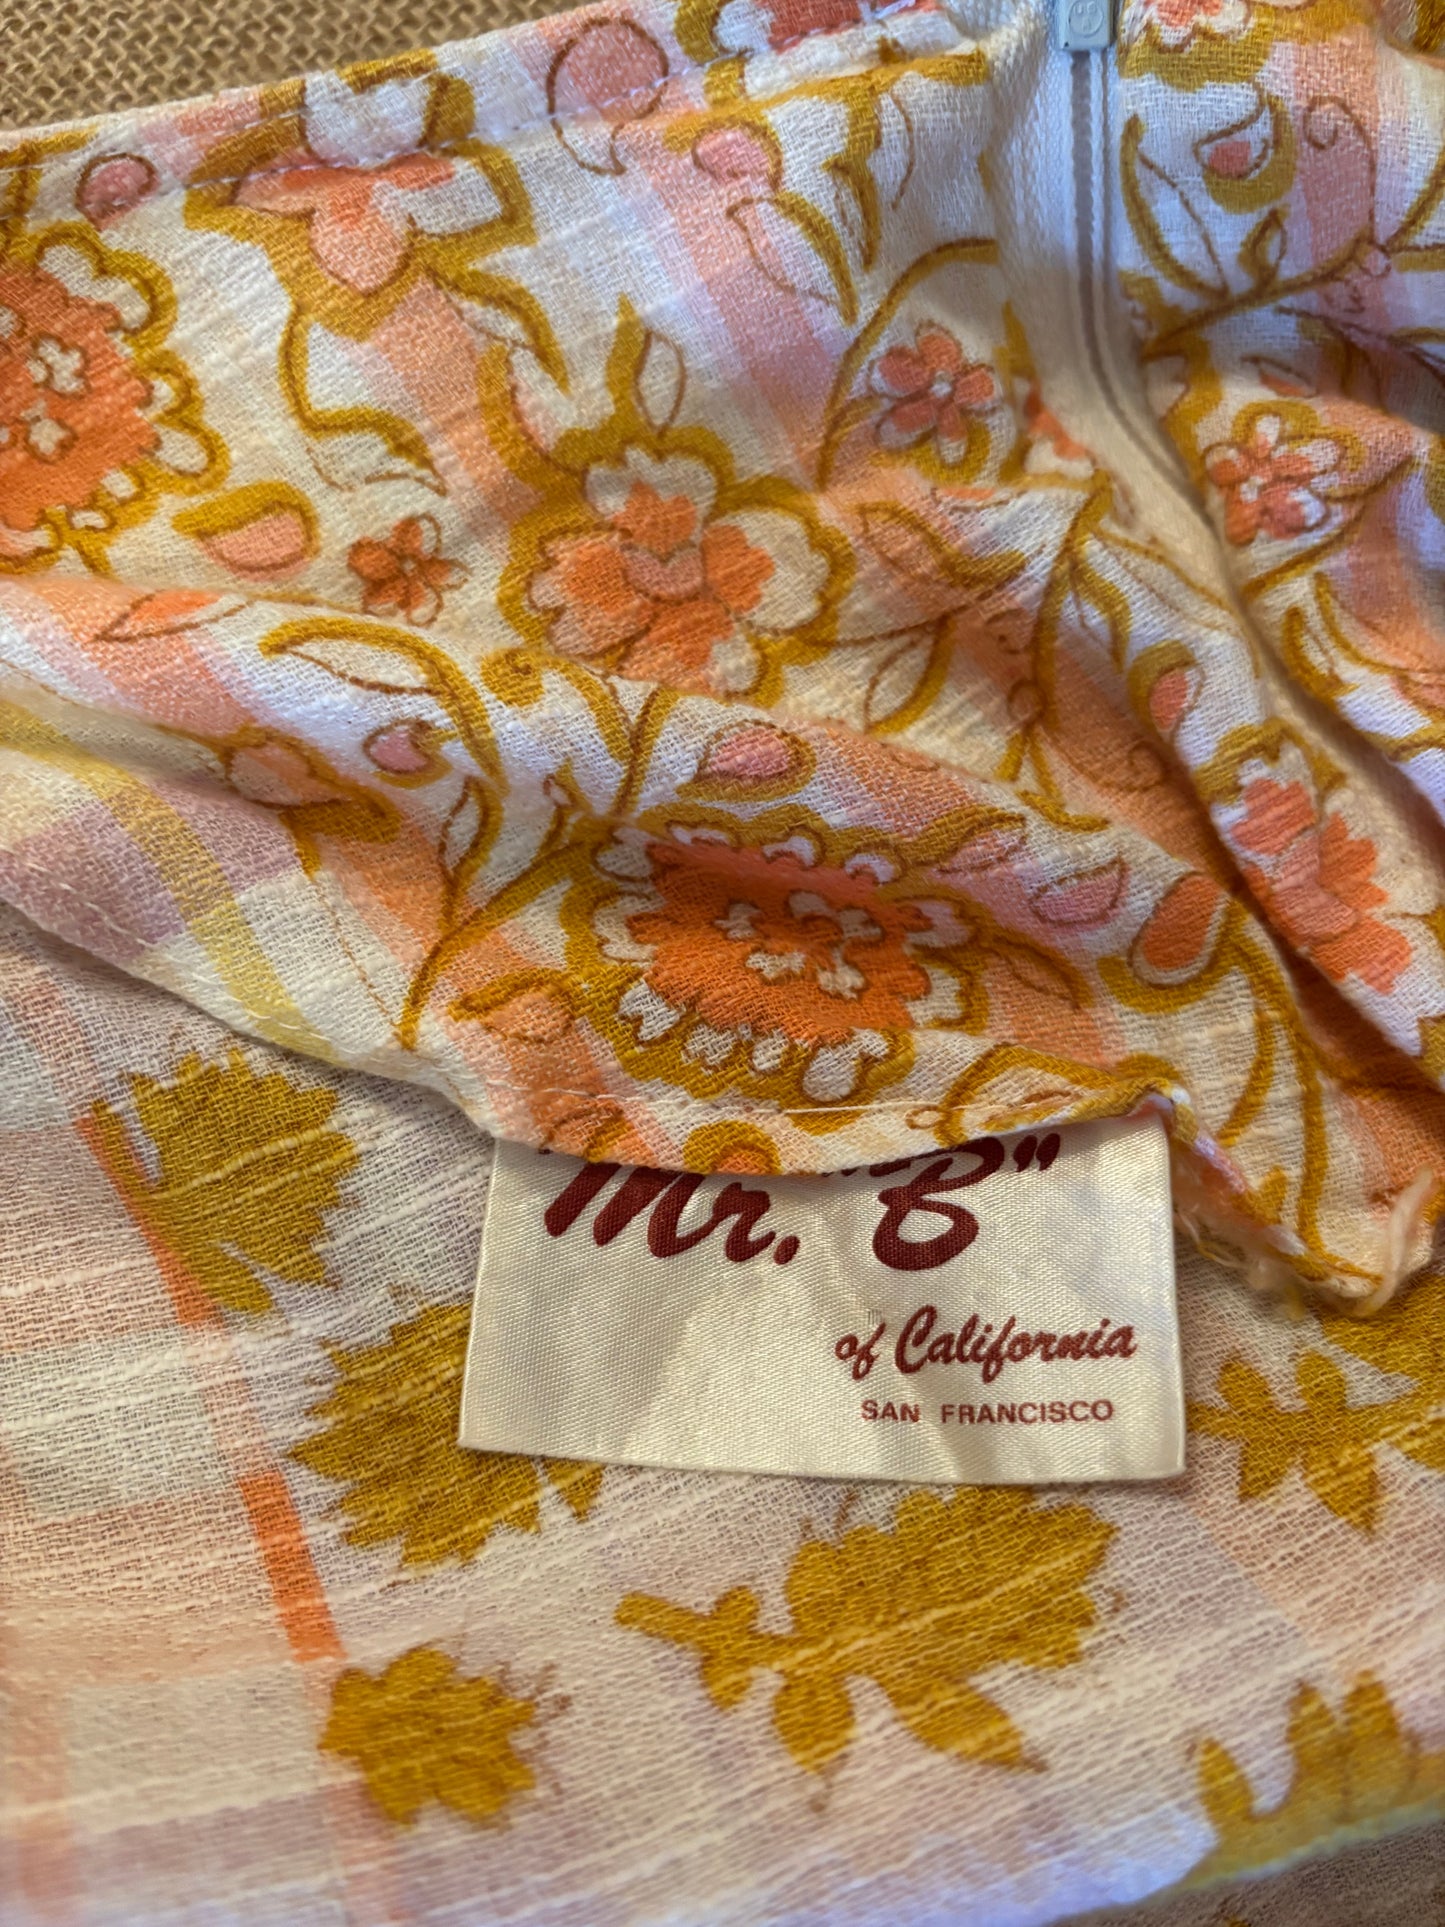 "Mr. B"
of California
SAN FRANCISCO